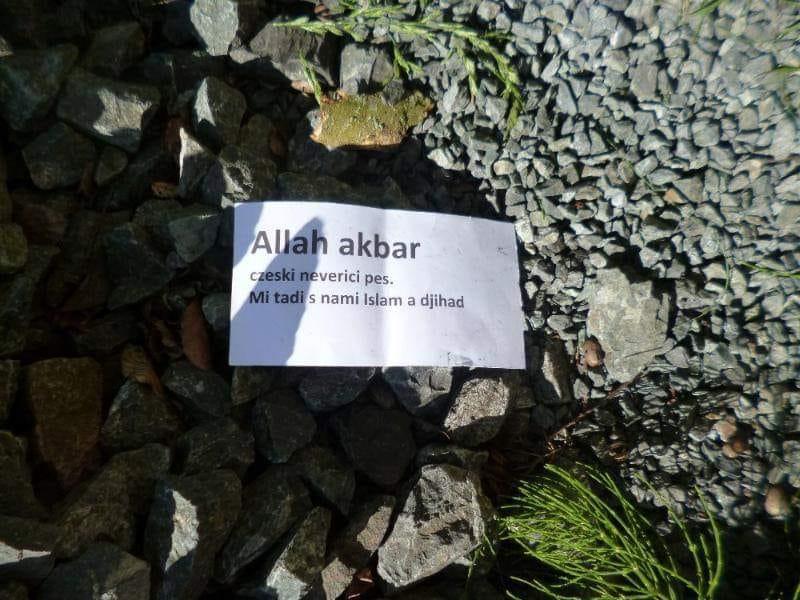 Allah akbar
czeski neverici pes.
Mi tadi s nami Islam a djihad